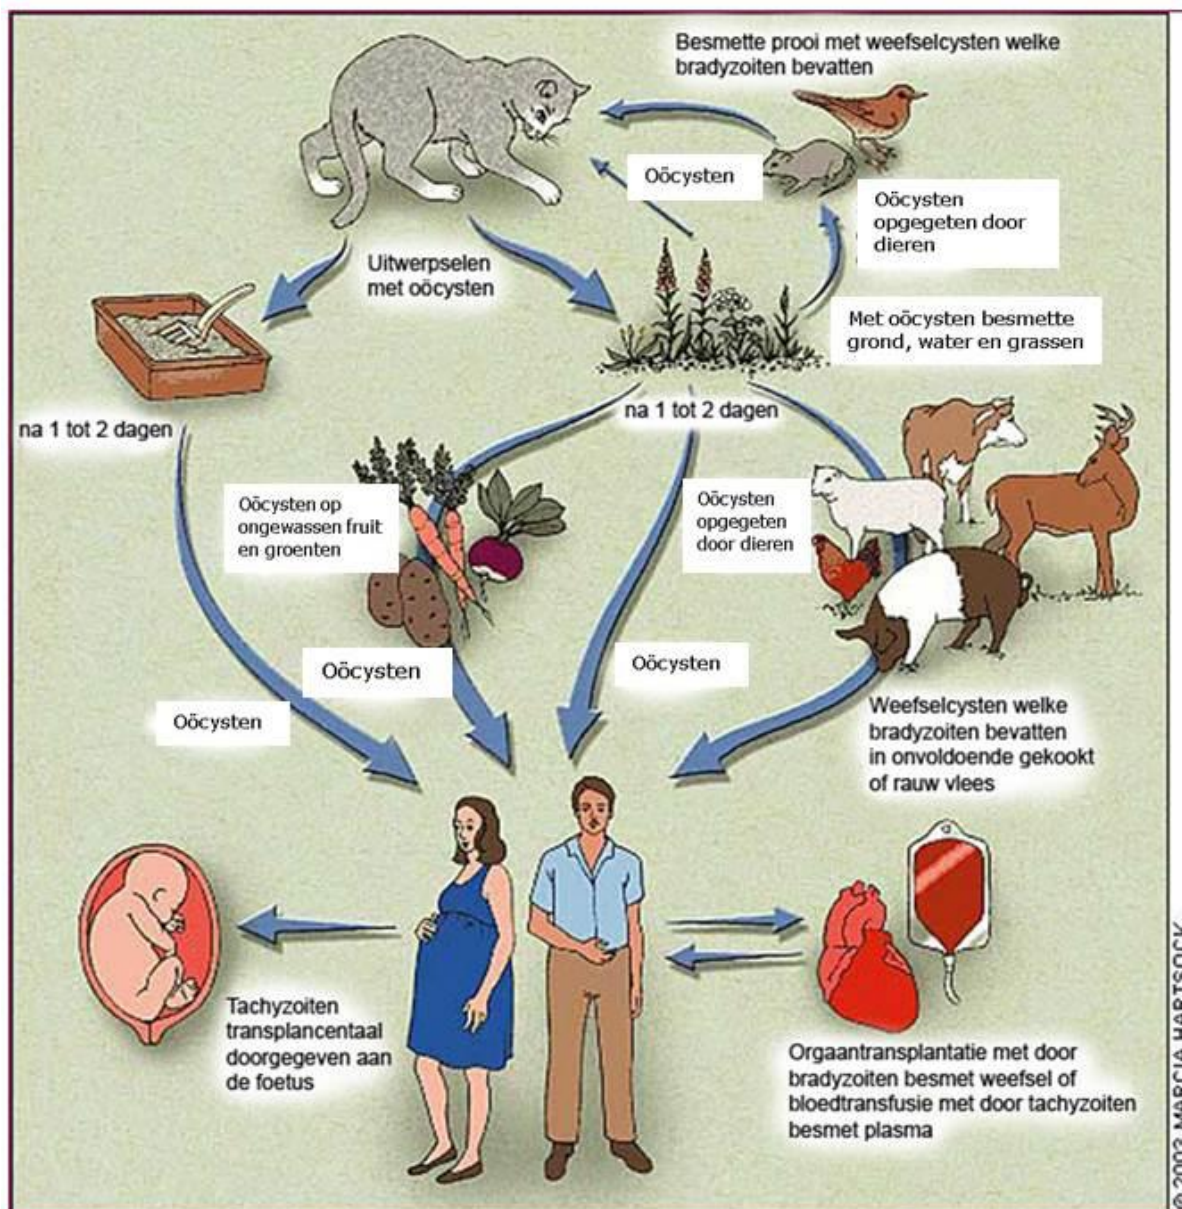 Besmette prooi met weefselcysten welke
bradyzoiten bevatten
Oöcysten
Oöcysten
opgegeten door
dieren
Uitwerpselen
met oöcysten
Met oöcysten besmette
grond, water en grassen
na 1 tot 2 dagen
na 1 tot 2 dagen
Oöcysten op
ongewassen fruit
en groenten
Oöcysten
opgegeten
door dieren
Oöcysten
Oöcysten
Oöcysten
Weefselcysten welke
bradyzoiten bevatten
in onvoldoende gekookt
of rauw vlees
Tachyzoiten
transplancentaal
doorgegeven aan
de foetus
Orgaantransplantatie met door
bradyzoiten besmet weefsel of
bloedtransfusie met door tachyzoiten
besmet plasma
© 2003 MARCIA HARTSOCK